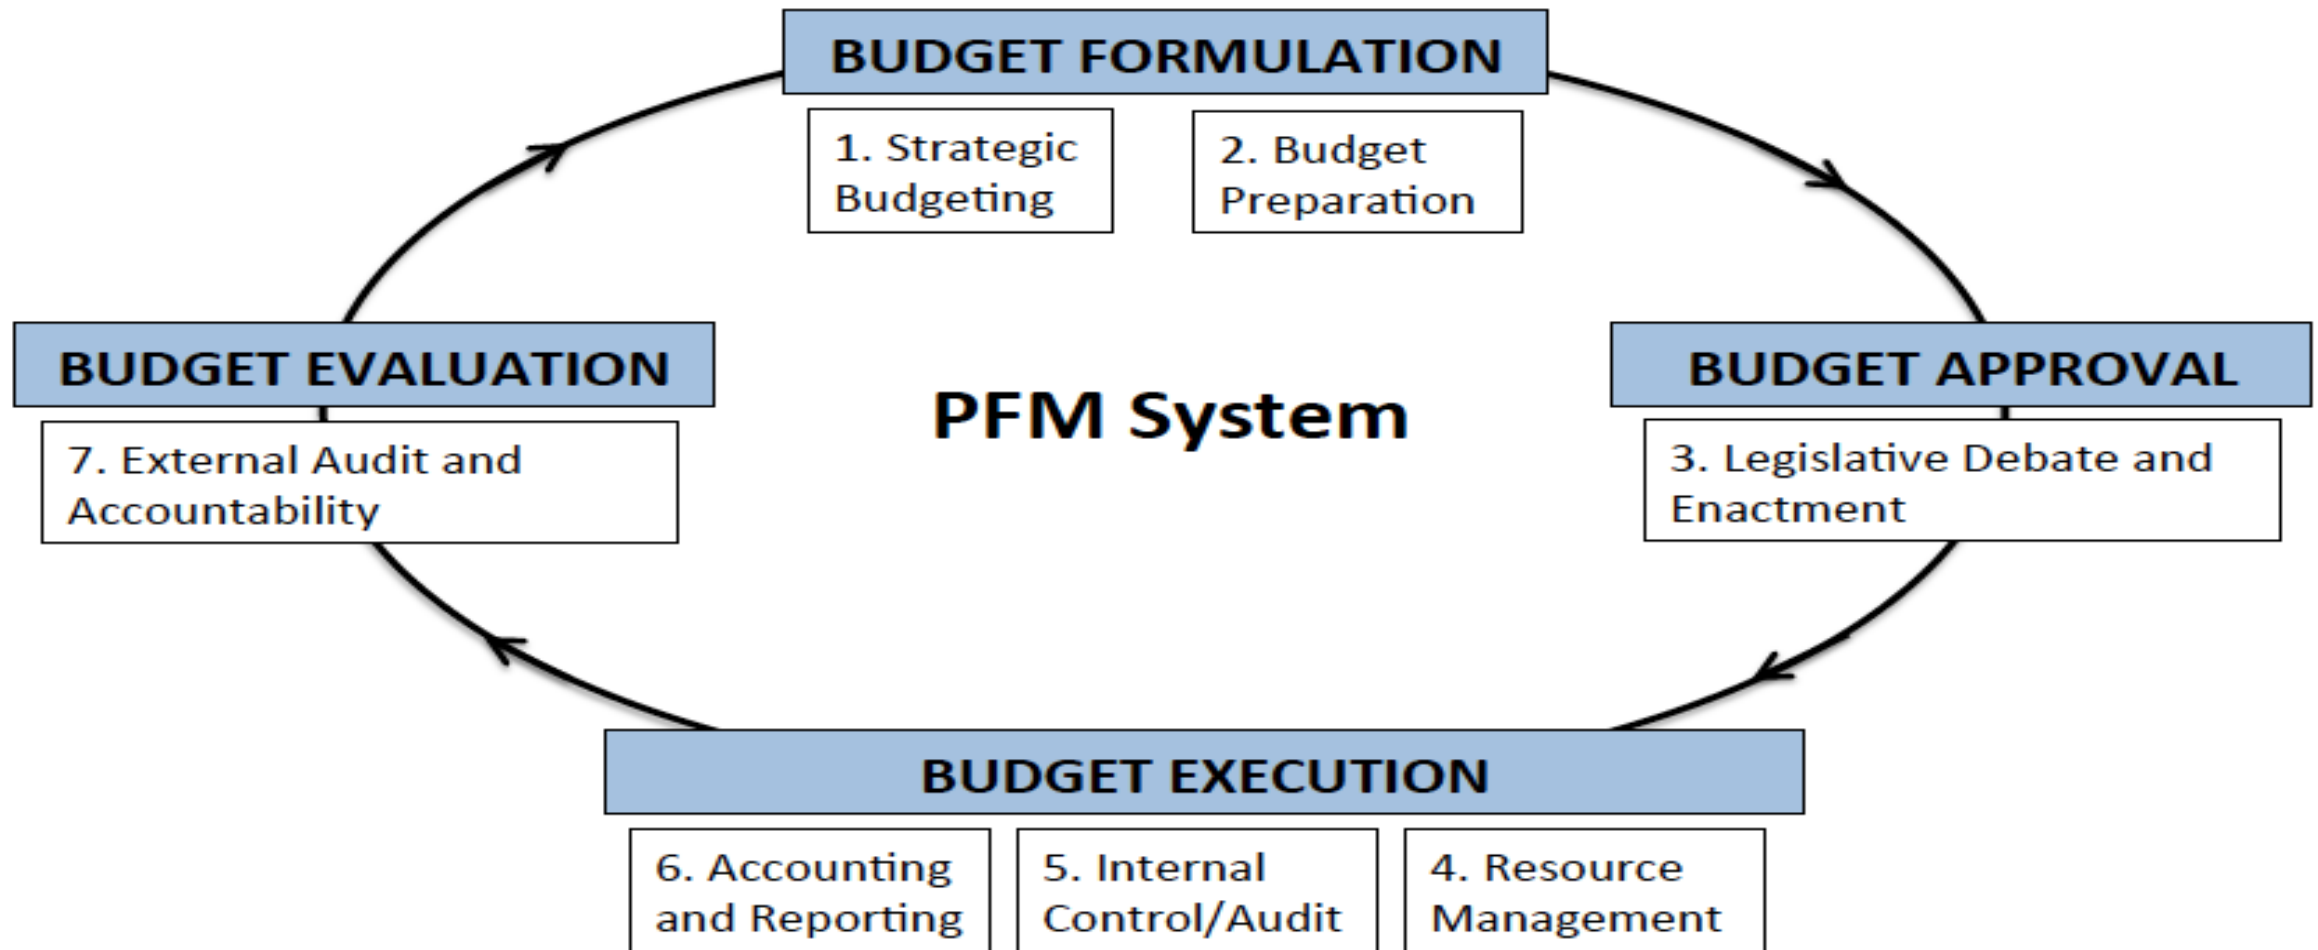 BUDGET FORMULATION
1. Strategic
Budgeting
2. Budget
Preparation
BUDGET EVALUATION
7. External Audit and
Accountability
PFM System
BUDGET APPROVAL
3. Legislative Debate and
Enactment
BUDGET EXECUTION
6. Accounting
and Reporting
5. Internal
Control/Audit
4. Resource
Management